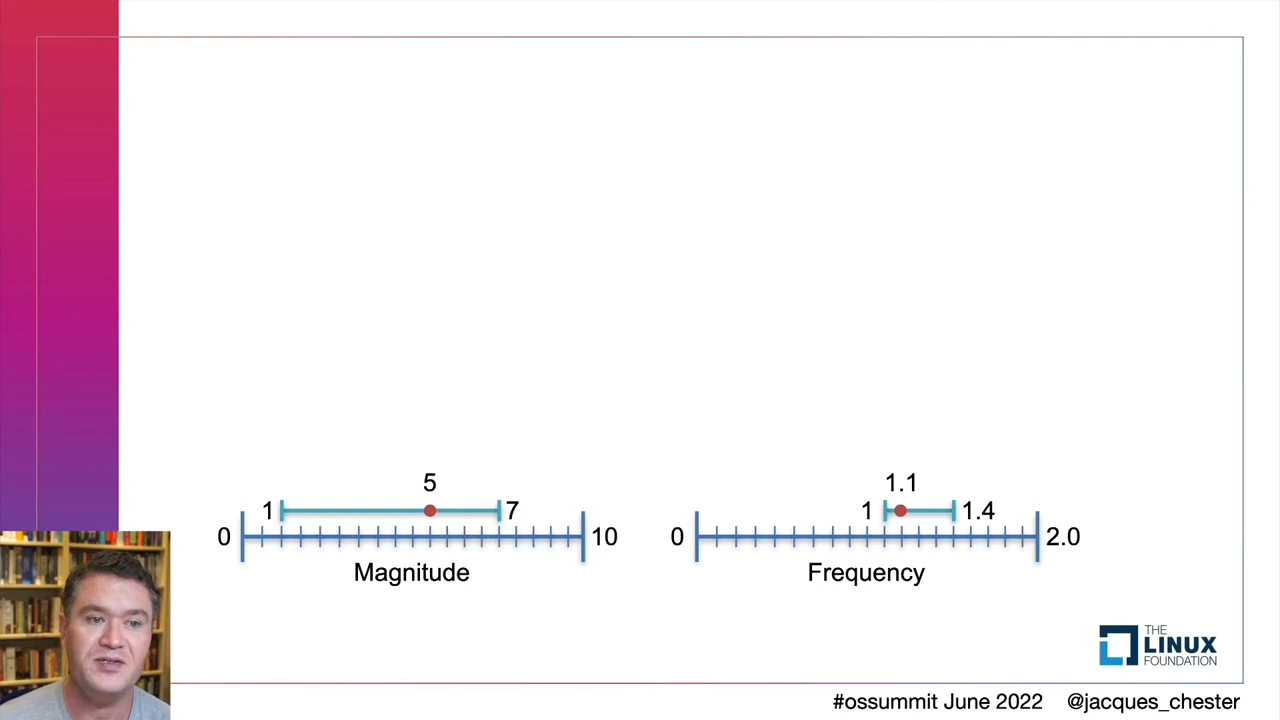 5
1
7
0
10
Magnitude
1.1
1
1.4
0
2.0
Frequency
THE
LINUX
FOUNDATION
#ossummit June 2022 @jacques_chester